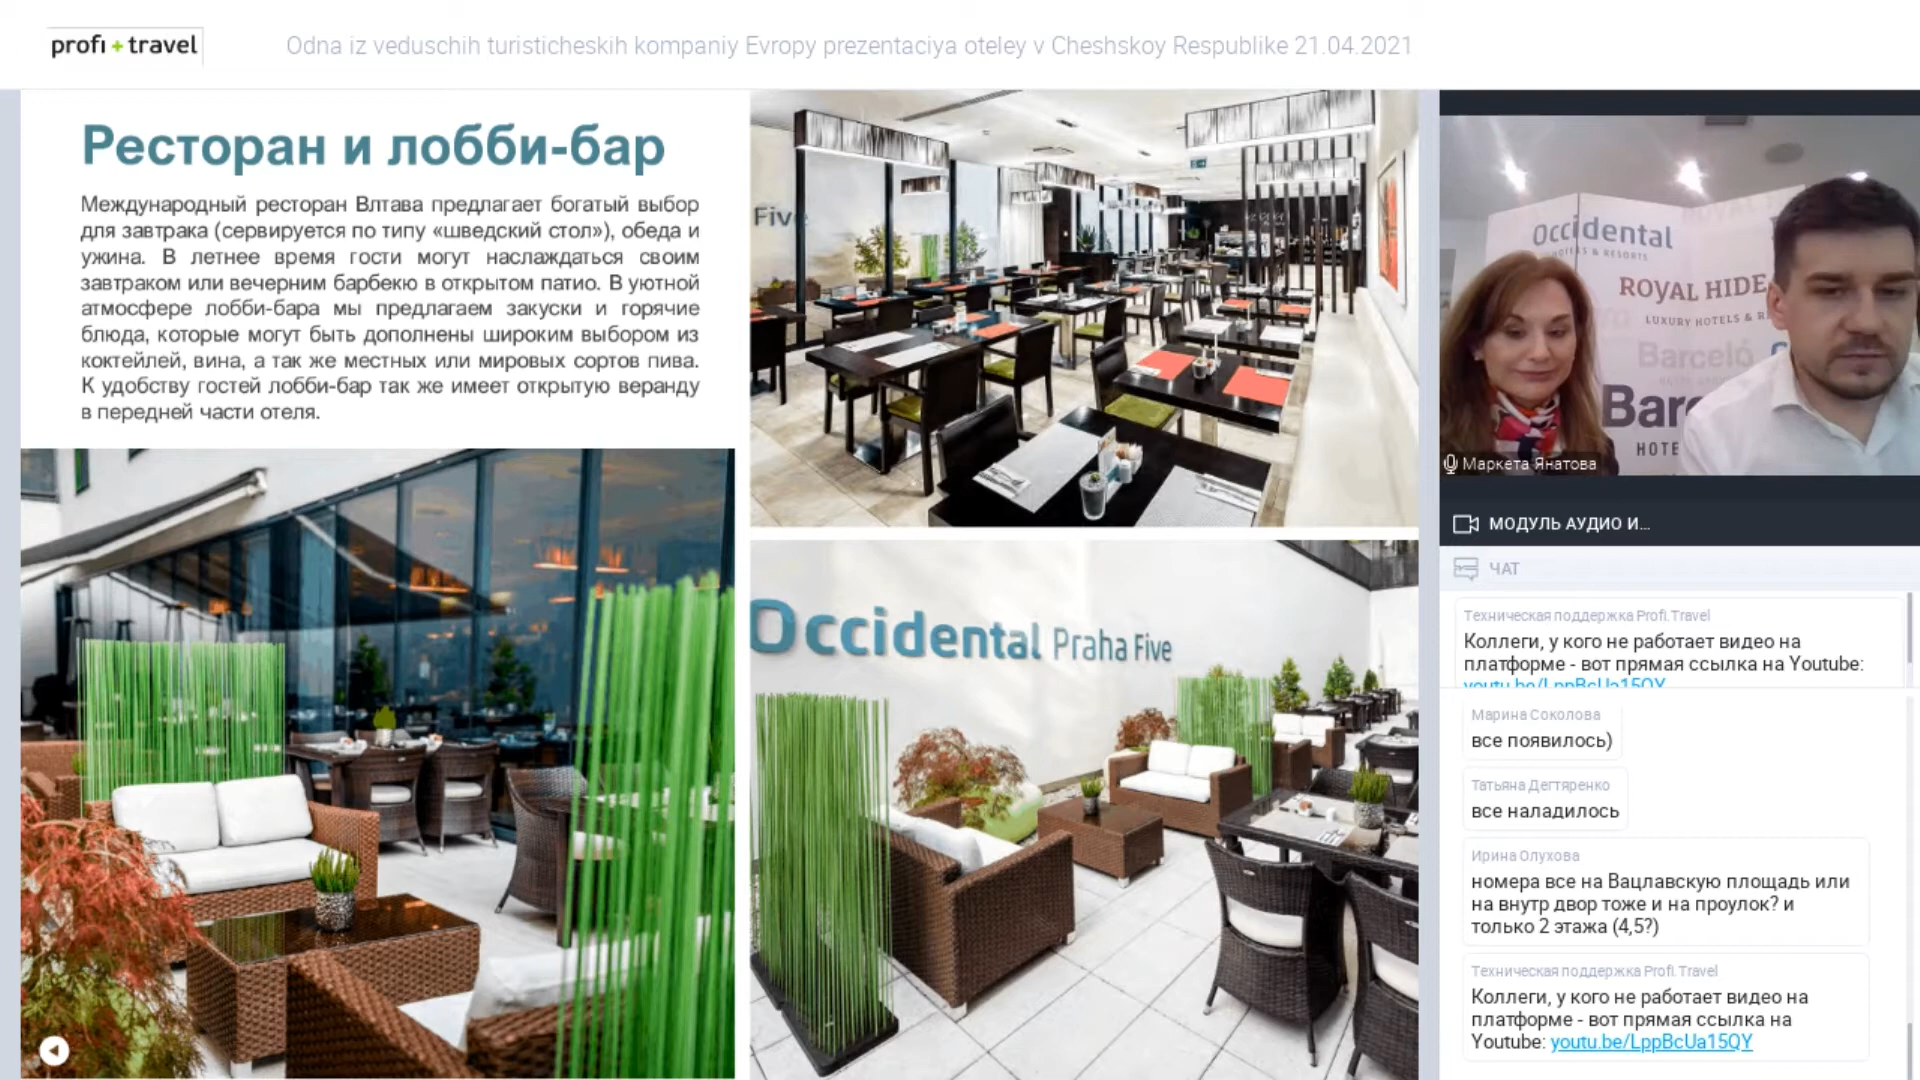 profi + travel
Odna iz veduschih turisticheskih kompaniy Evropy prezentaciya oteley v Cheshskoy Respublike 21.04.2021
Ресторан и лобби-бар
Международный ресторан Влтава предлагает богатый выбор
для завтрака (сервируется по типу «шведский стол»), обеда и
ужина. В летнее время гости могут наслаждаться своим
завтраком или вечерним барбекю в открытом патио. В уютной
атмосфере лобби-бара мы предлагаем закуски и горячие
блюда, которые могут быть дополнены широким выбором из
коктейлей, вина, а так же местных или мировых сортов пива.
К удобству гостей лобби-бар так же имеет открытую веранду
в передней части отеля.
Five
Occidental Praha Five
Occidental
HOTELS & RESORTS
ROYAL HIDE
LUXURY HOTELS & R
Barceló
Barc
HOTE
Маркета Янатова
МОДУЛЬ АУДИО И...
ЧАТ
Техническая поддержка Profi.Travel
Коллеги, у кого не работает видео на
платформе - вот прямая ссылка на Youtube:
youtu.be/LppBcUa15QY
Марина Соколова
все появилось)
Татьяна Дегтяренко
все наладилось
Ирина Олухова
номера все на Вацлавскую площадь или
на внутр двор тоже и на проулок? и
только 2 этажа (4,5?)
Техническая поддержка Profi.Travel
Коллеги, у кого не работает видео на
платформе - вот прямая ссылка на
Youtube: youtu.be/LppBcUa15QY